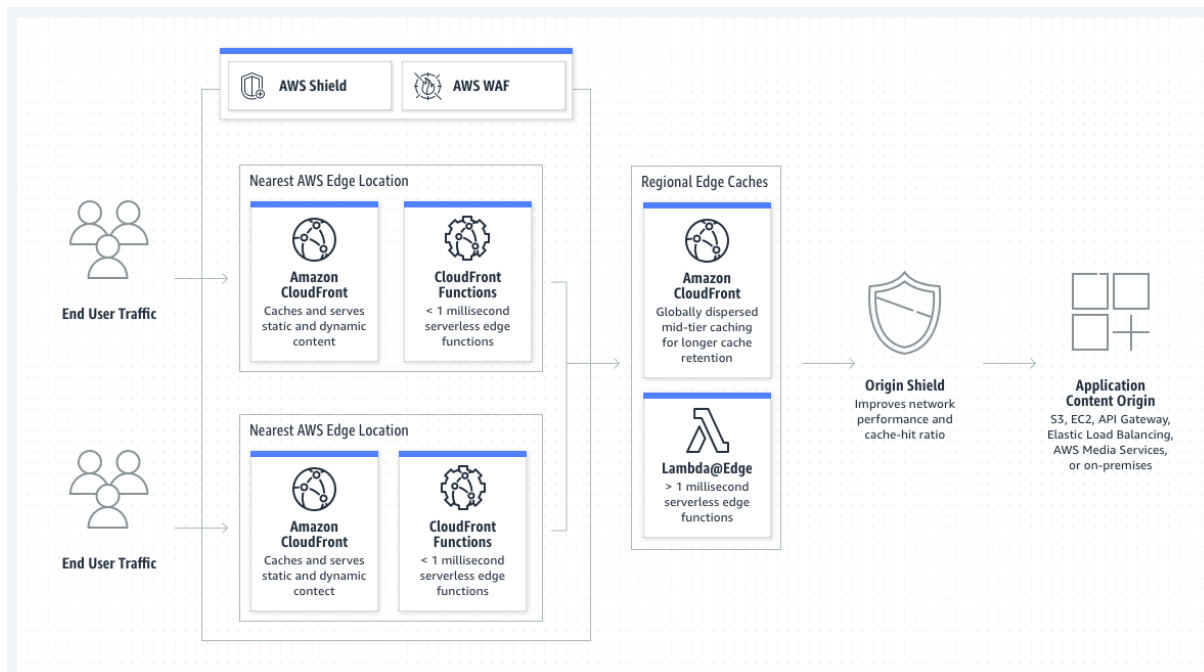 AWS Shield
AWS WAF
Nearest AWS Edge Location
Amazon
CloudFront
Caches and serves
static and dynamic
content
CloudFront
Functions
< 1 millisecond
serverless edge
functions
End User Traffic
Nearest AWS Edge Location
Amazon
CloudFront
Caches and serves
static and dynamic
contect
CloudFront
Functions
< 1 millisecond
serverless edge
functions
End User Traffic
Regional Edge Caches
Amazon
CloudFront
Globally dispersed
mid-tier caching
for longer cache
retention
Lambda@Edge
> 1 millisecond
serverless edge
functions
Origin Shield
Improves network
performance and
cache-hit ratio
Application
Content Origin
S3, EC2, API Gateway,
Elastic Load Balancing,
AWS Media Services,
or on-premises